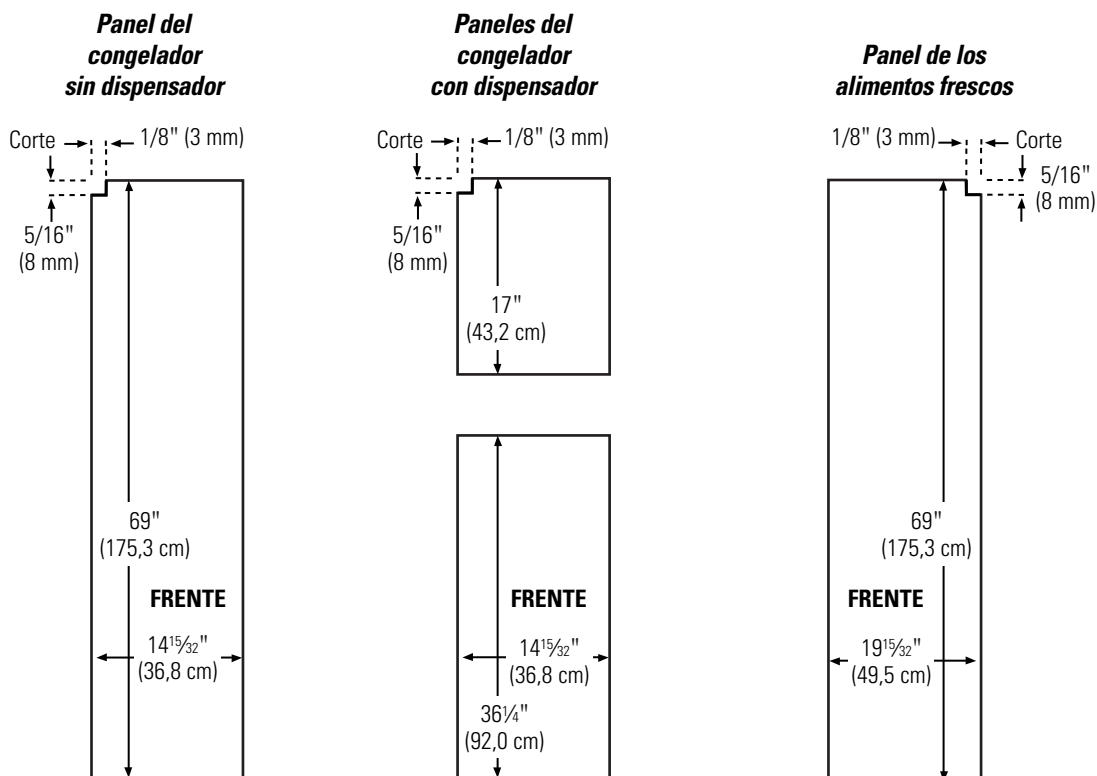 Panel del
congelador
sin dispensador
Corte
1/8" (3 mm)
5/16"
(8 mm)
69"
(175,3 cm)
FRENTE
14 15/32"
(36,8 cm)
Paneles del
congelador
con dispensador
Corte
1/8" (3 mm)
5/16"
(8 mm)
17"
(43,2 cm)
FRENTE
14 15/32"
(36,8 cm)
36 1/4"
(92,0 cm)
Panel de los
alimentos frescos
1/8" (3 mm)
Corte
5/16"
(8 mm)
69"
(175,3 cm)
FRENTE
19 15/32"
(49,5 cm)